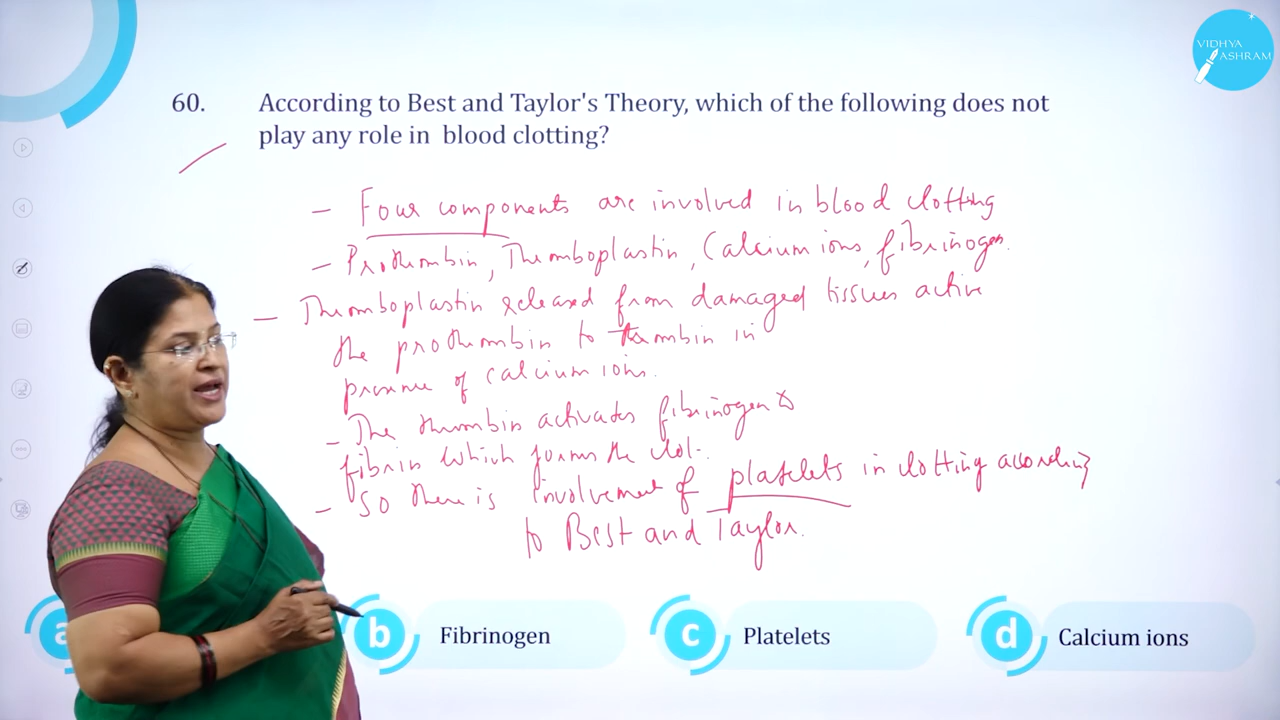 VIDHYA
ASHRAM
60. According to Best and Taylor's Theory, which of the following does not
play any role in blood clotting?
- Four components are involved in blood clotting
- Prothrombin, Thromboplastin, Calcium ions, fibrinogen.
- Thromboplastin released from damaged tissues active
the prothrombin to thrombin in
presence of calcium ions.
- The thrombin activates fibrinogen to
fibrin which forms the clot.
- So there is involvement of platelets in clotting according
to Best and Taylor.
a
b Fibrinogen
c Platelets
d Calcium ions